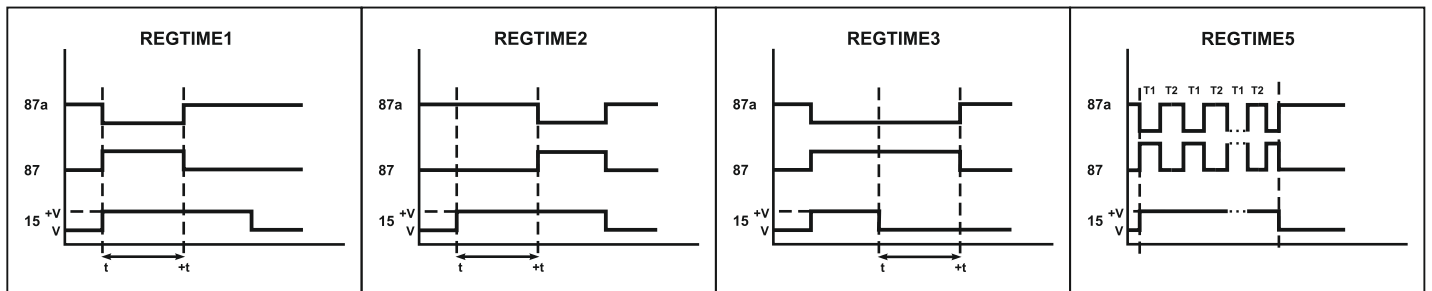 REGTIME1
87a
87
15 +V
V
t +t
REGTIME2
87a
87
15 +V
V
t +t
REGTIME3
87a
87
15 +V
V
t +t
REGTIME5
T1 T2 T1 T2 T1 T2
87a
87
15 +V
V